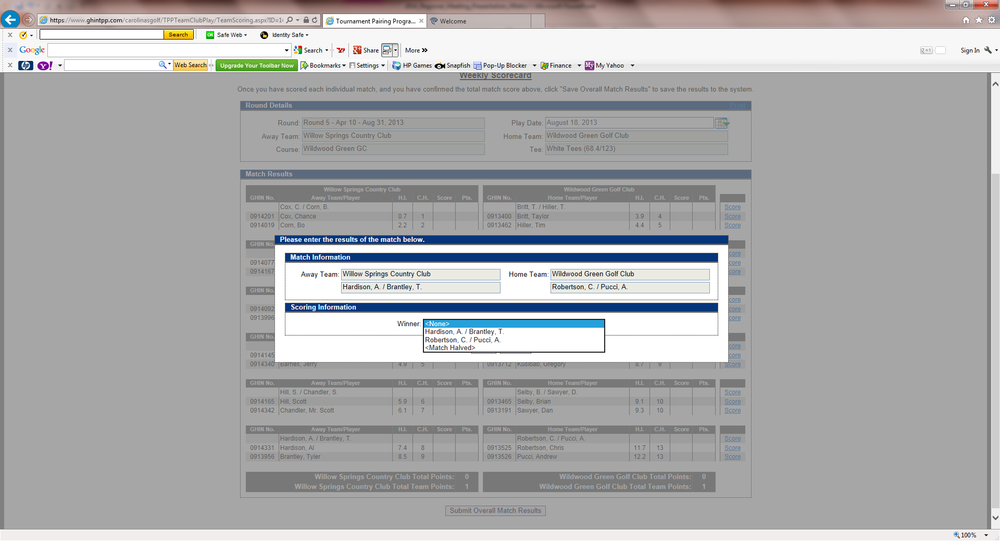 https://www.ghintpp.com/carolinasgolf/TPPTeamClubPlay/TeamScoring.aspx?ID=14
Tournament Pairing Progra...
Welcome
Search
Safe Web
Identity Safe
Google
Search
Share
More »
+1
Sign In
hp
Y!
Web Search
Upgrade Your Toolbar Now
Bookmarks
Settings
HP Games
Snapfish
Pop-Up Blocker
Finance
My Yahoo
Weekly Scorecard
Once you have scored each individual match, and you have confirmed the total match score above, click "Save Overall Match Results" to save the results to the system.
Round Details Print
Round: Round 5 - Apr 10 - Aug 31, 2013 Play Date: August 18, 2013
Away Team: Willow Springs Country Club Home Team: Wildwood Green Golf Club
Course: Wildwood Green GC Tee: White Tees (68.4/123)
Match Results
Willow Springs Country Club Wildwood Green Golf Club
GHIN No. Away Team/Player H.I. C.H. Score Pts. GHIN No. Home Team/Player H.I. C.H. Score Pts.
Cox, C. / Corn, B. Britt, T. / Hiller, T. Score
0914201 Cox, Chance 0.7 1 0913400 Britt, Taylor 3.9 4 Score
0914019 Corn, Bo 2.2 2 0913462 Hiller, Tim 4.4 5 Score
Please enter the results of the match below.
GHIN No.
core
Match Information
0914077 core
0914167 core
Away Team: Willow Springs Country Club Home Team: Wildwood Green Golf Club
Hardison, A. / Brantley, T. Robertson, C. / Pucci, A.
GHIN No.
core
Scoring Information
0914092 core
0913996 core
Winner: <None>
Hardison, A. / Brantley, T.
Robertson, C. / Pucci, A.
<Match Halved>
GHIN No.
core
0914145 core
0914340 Barnes, Jerry 4.9 5 0913712 Kusibab, Gregory 8.7 9 Score
GHIN No. Away Team/Player H.I. C.H. Score Pts. GHIN No. Home Team/Player H.I. C.H. Score Pts.
Hill, S. / Chandler, S. Selby, B. / Sawyer, D. Score
0914165 Hill, Scott 5.9 6 0913465 Selby, Brian 9.1 10 Score
0914342 Chandler, Mr. Scott 6.1 7 0913191 Sawyer, Dan 9.3 10 Score
GHIN No. Away Team/Player H.I. C.H. Score Pts. GHIN No. Home Team/Player H.I. C.H. Score Pts.
Hardison, A. / Brantley, T. Robertson, C. / Pucci, A. Score
0914331 Hardison, Al 7.4 8 0913525 Robertson, Chris 11.7 13 Score
0913956 Brantley, Tyler 8.5 9 0913526 Pucci, Andrew 12.2 13 Score
Willow Springs Country Club Total Points: 0 Wildwood Green Golf Club Total Points: 0
Willow Springs Country Club Total Team Points: 1 Wildwood Green Golf Club Total Team Points: 1
Submit Overall Match Results
100%